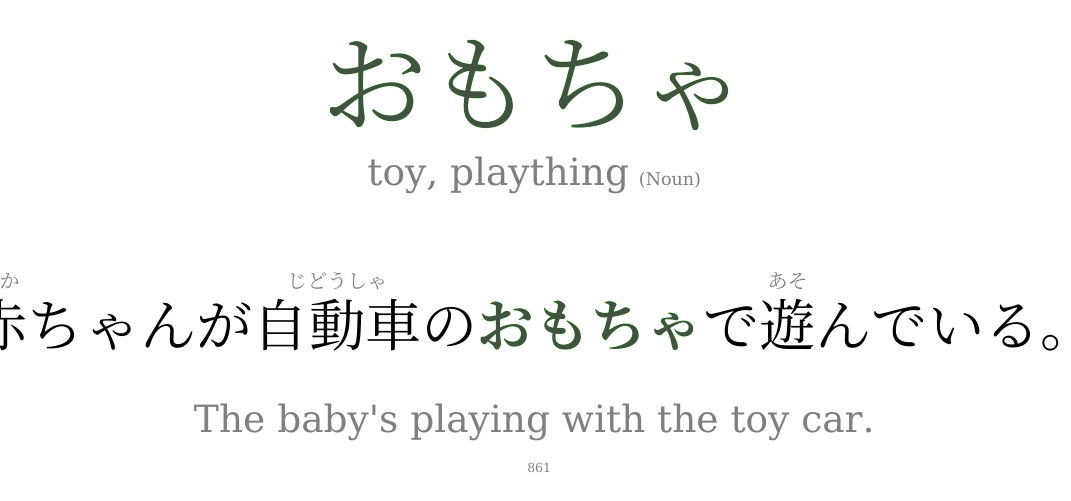 おもちゃ
toy, plaything (Noun)
か じどうしゃ あそ
赤ちゃんが自動車のおもちゃで遊んでいる。
The baby's playing with the toy car.
861